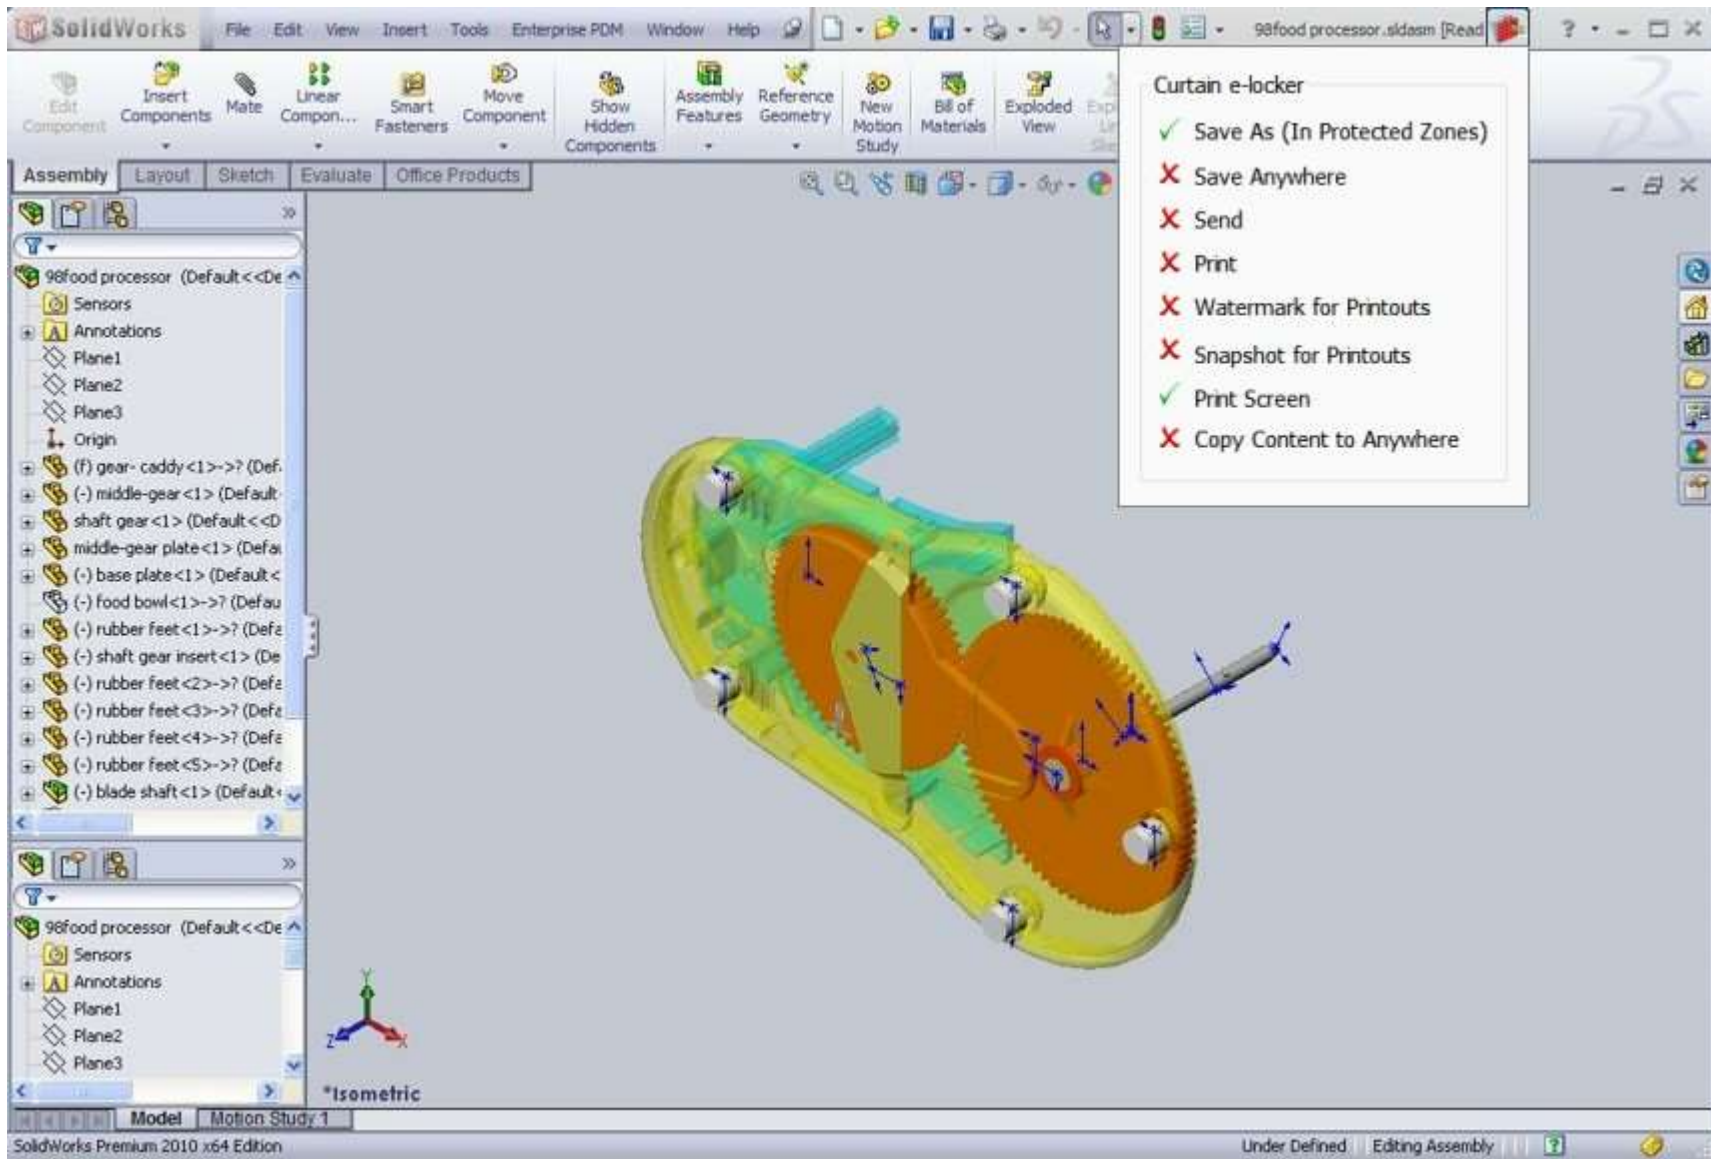 SolidWorks File Edit View Insert Tools Enterprise PDM Window Help 98food processor.sldasm [Read ?
Edit Component
Insert Components
Mate
Linear Compon...
Smart Fasteners
Move Component
Show Hidden Components
Assembly Features
Reference Geometry
New Motion Study
Bill of Materials
Exploded View
Curtain e-locker
Save As (In Protected Zones)
Save Anywhere
Send
Print
Watermark for Printouts
Snapshot for Printouts
Print Screen
Copy Content to Anywhere
Assembly Layout Sketch Evaluate Office Products
98food processor (Default<<De
Sensors
Annotations
Plane1
Plane2
Plane3
Origin
(f) gear- caddy<1>->? (Def
(-) middle-gear<1> (Default
shaft gear<1> (Default<<D
middle-gear plate<1> (Defau
(-) base plate<1> (Default<
(-) food bowl<1>->? (Defau
(-) rubber feet<1>->? (Defa
(-) shaft gear insert<1> (De
(-) rubber feet<2>->? (Defa
(-) rubber feet<3>->? (Defa
(-) rubber feet<4>->? (Defa
(-) rubber feet<5>->? (Defa
(-) blade shaft<1> (Default<
98food processor (Default<<De
Sensors
Annotations
Plane1
Plane2
Plane3
Y
Z X
*Isometric
Model Motion Study 1
SolidWorks Premium 2010 x64 Edition Under Defined Editing Assembly